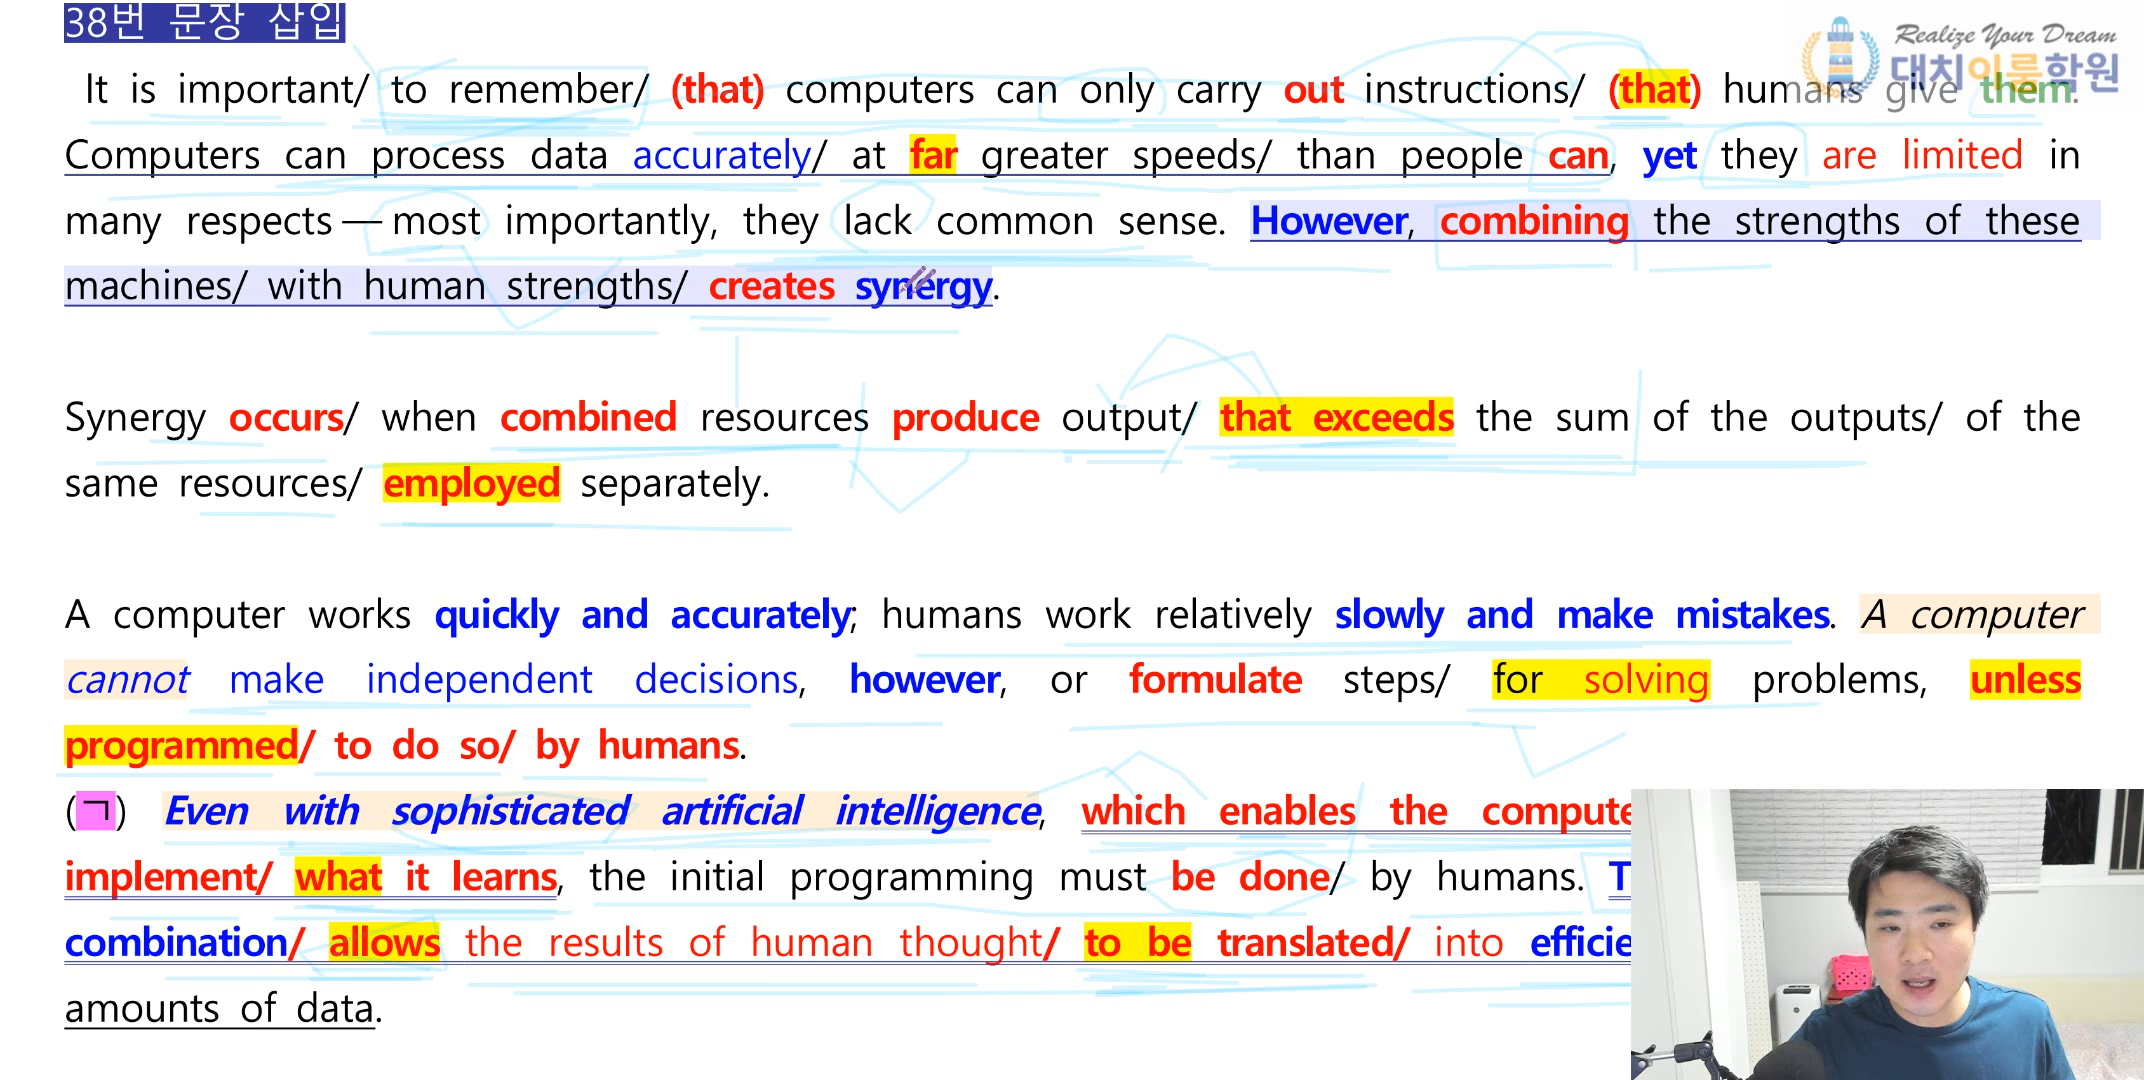 38번 문장 삽입
Realize Your Dream
대치이룸학원
It is important/ to remember/ (that) computers can only carry out instructions/ (that) humans give them.
Computers can process data accurately/ at far greater speeds/ than people can, yet they are limited in
many respects — most importantly, they lack common sense. However, combining the strengths of these
machines/ with human strengths/ creates synergy.
Synergy occurs/ when combined resources produce output/ that exceeds the sum of the outputs/ of the
same resources/ employed separately.
A computer works quickly and accurately; humans work relatively slowly and make mistakes. A computer
cannot make independent decisions, however, or formulate steps/ for solving problems, unless
programmed/ to do so/ by humans.
(ㄱ) Even with sophisticated artificial intelligence, which enables the
implement/ what it learns, the initial programming must be done/ by humans.
combination/ allows the results of human thought/ to be translated/ into
amounts of data.